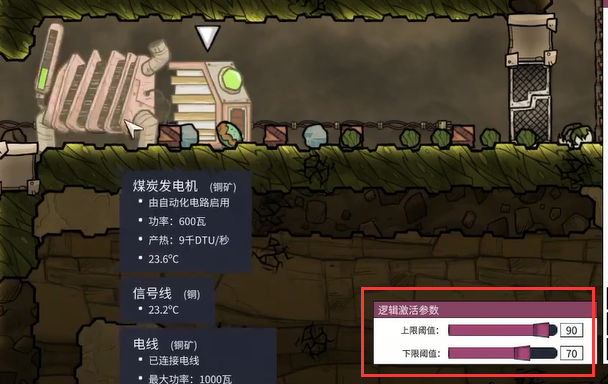 煤炭发电机 (铜矿)
▪ 由自动化电路启用
▪ 功率：600瓦
▪ 产热：9千DTU/秒
▪ 23.6°C
信号线 (铜)
▪ 23.2°C
电线 (铜矿)
▪ 已连接电线
▪ 最大功率：1000瓦
逻辑激活参数
上限阈值： 90
下限阈值： 70